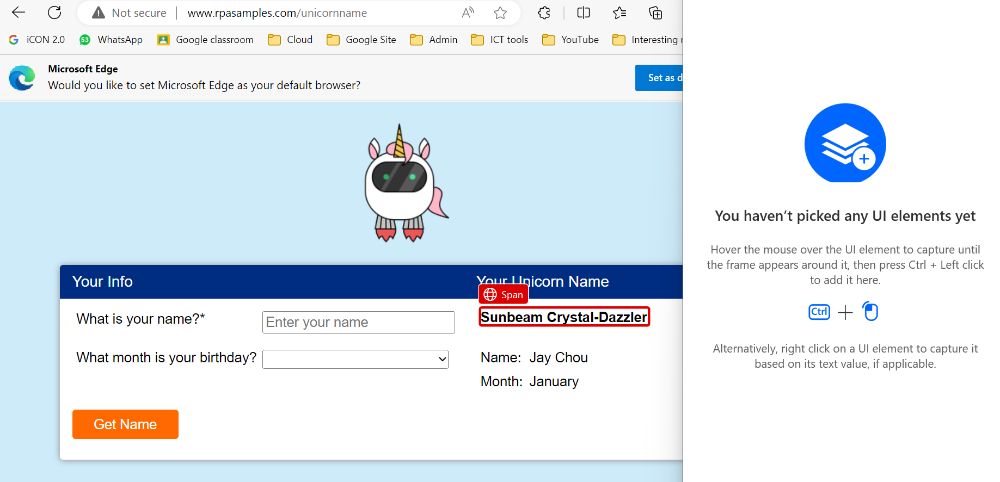 Not secure | www.rpasamples.com/unicornname
iCON 2.0 53 WhatsApp Google classroom Cloud Google Site Admin ICT tools YouTube Interesting
Microsoft Edge
Would you like to set Microsoft Edge as your default browser?
Set as d
Your Info
Your Unicorn Name
Span
What is your name?*
Enter your name
Sunbeam Crystal-Dazzler
What month is your birthday?
Name: Jay Chou
Month: January
Get Name
You haven’t picked any UI elements yet
Hover the mouse over the UI element to capture until
the frame appears around it, then press Ctrl + Left click
to add it here.
Ctrl
Alternatively, right click on a UI element to capture it
based on its text value, if applicable.